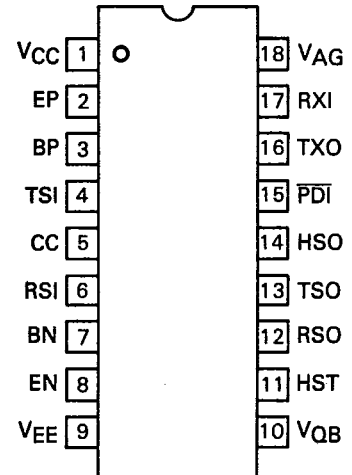 VCC 1 18 VAG
EP 2 17 RXI
BP 3 16 TXO
TSI 4 15 PDI
CC 5 14 HSO
RSI 6 13 TSO
BN 7 12 RSO
EN 8 11 HST
VEE 9 10 VQB